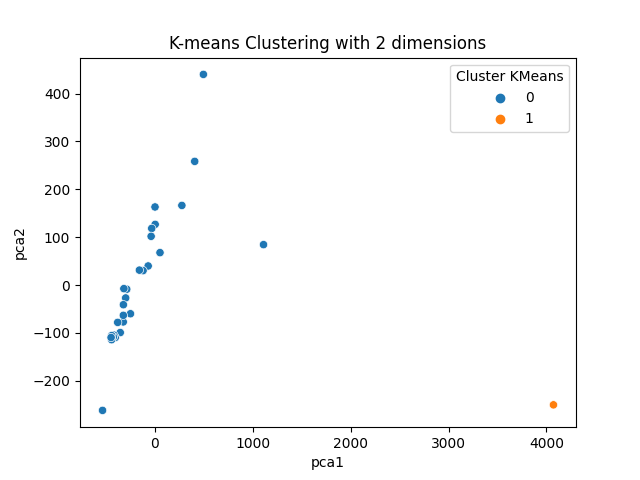 K-means Clustering with 2 dimensions
Cluster KMeans
0
1
400
300
200
100
0
−100
−200
pca2
0 1000 2000 3000 4000
pca1